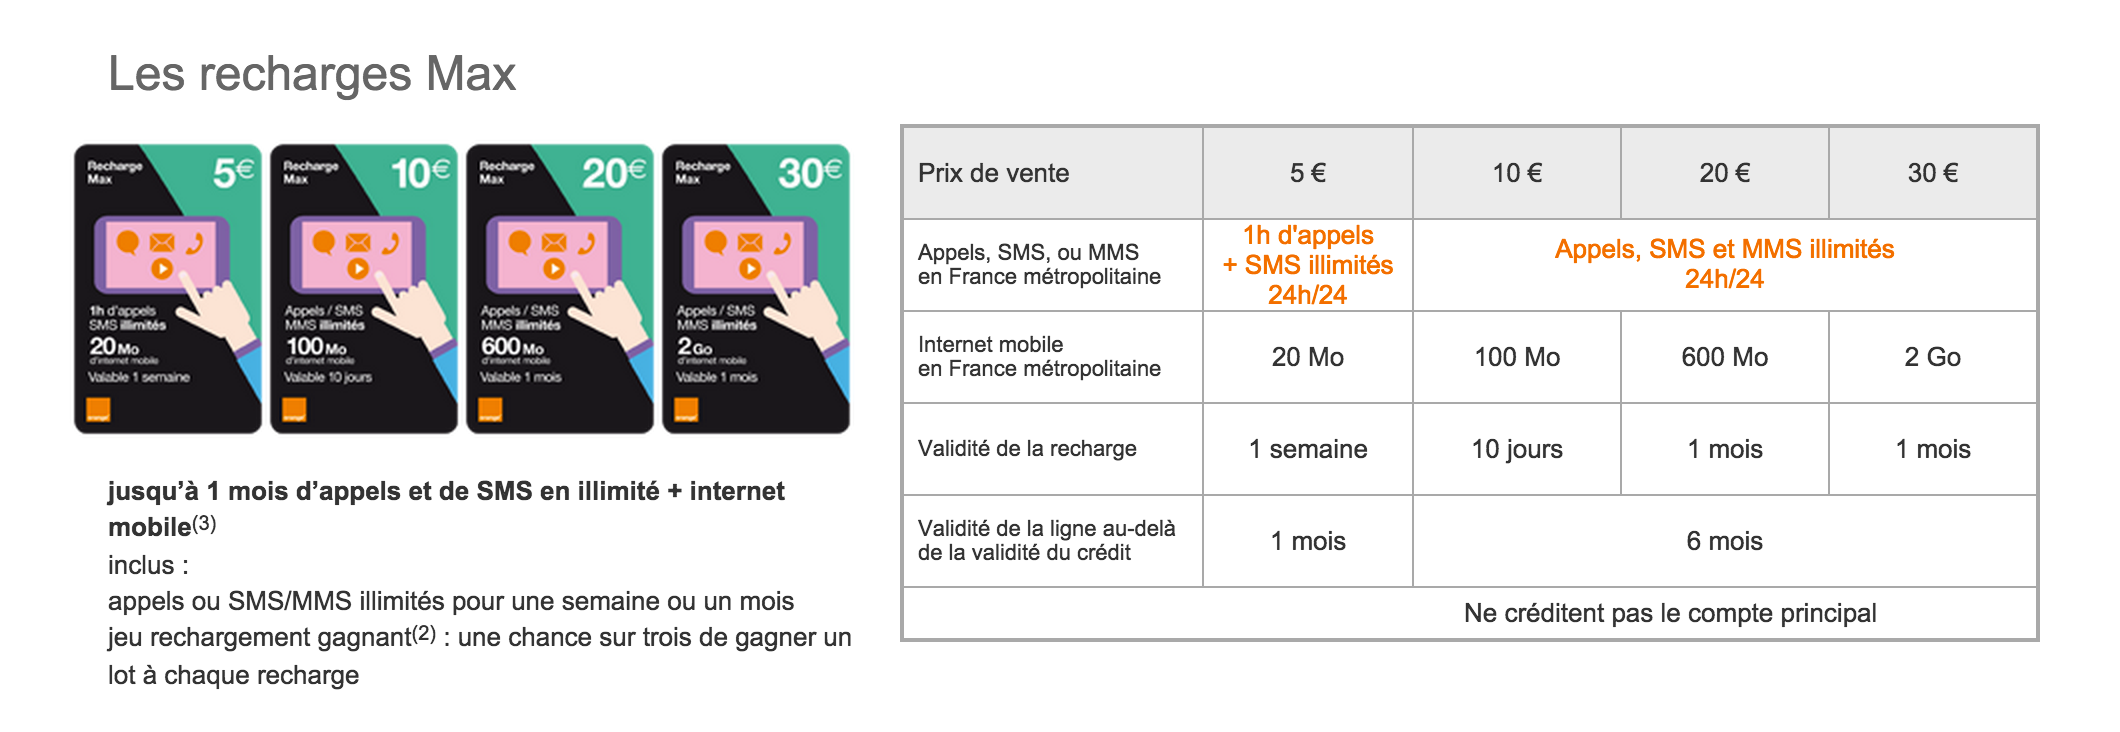 Les recharges Max
Recharge
Max
5€
1h d'appels
SMS illimités
20 Mo
d'internet mobile
Valable 1 semaine
orange
Recharge
Max
10€
Appels / SMS
MMS illimités
100 Mo
d'internet mobile
Valable 10 jours
orange
Recharge
Max
20€
Appels / SMS
MMS illimités
600 Mo
d'internet mobile
Valable 1 mois
orange
Recharge
Max
30€
Appels / SMS
MMS illimités
2 Go
d'internet mobile
Valable 1 mois
orange
jusqu’à 1 mois d’appels et de SMS en illimité + internet
mobile(3)
inclus :
appels ou SMS/MMS illimités pour une semaine ou un mois
jeu rechargement gagnant(2) : une chance sur trois de gagner un
lot à chaque recharge
Prix de vente 5 € 10 € 20 € 30 €
Appels, SMS, ou MMS
en France métropolitaine
1h d'appels
+ SMS illimités
24h/24
Appels, SMS et MMS illimités
24h/24
Internet mobile
en France métropolitaine
20 Mo 100 Mo 600 Mo 2 Go
Validité de la recharge 1 semaine 10 jours 1 mois 1 mois
Validité de la ligne au-delà
de la validité du crédit
1 mois 6 mois
Ne créditent pas le compte principal